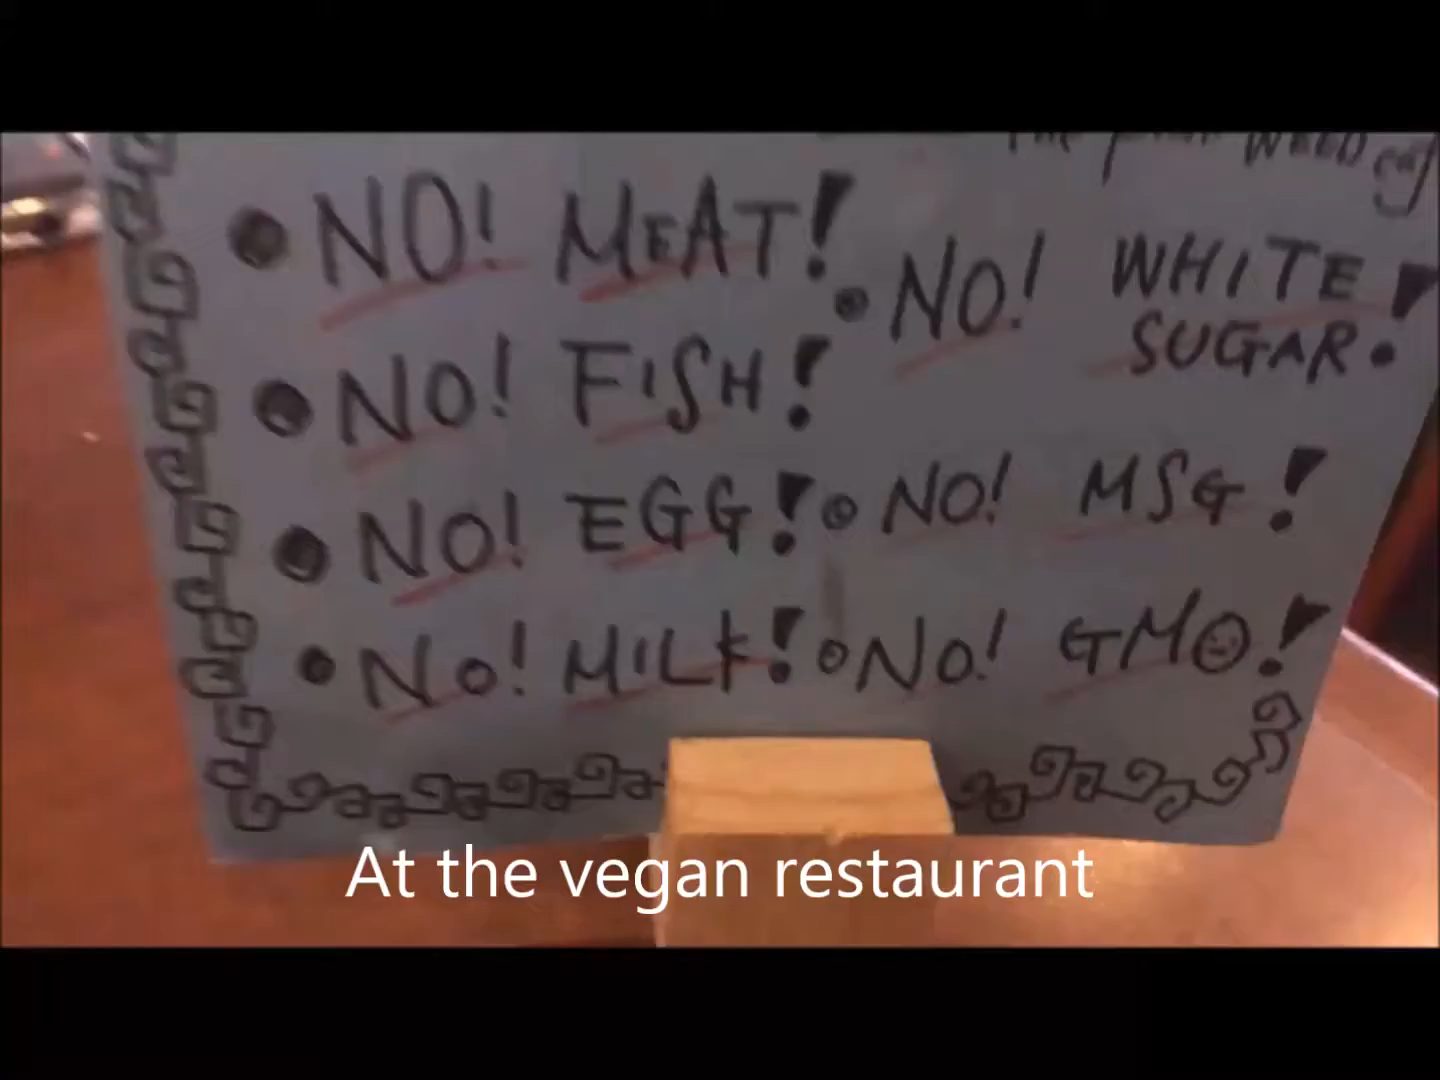 WEED
NO! MEAT!
NO! WHITE
SUGAR!
NO! FISH!
NO! EGG!
NO! MSG!
NO! MILK!
NO! GMO!
At the vegan restaurant